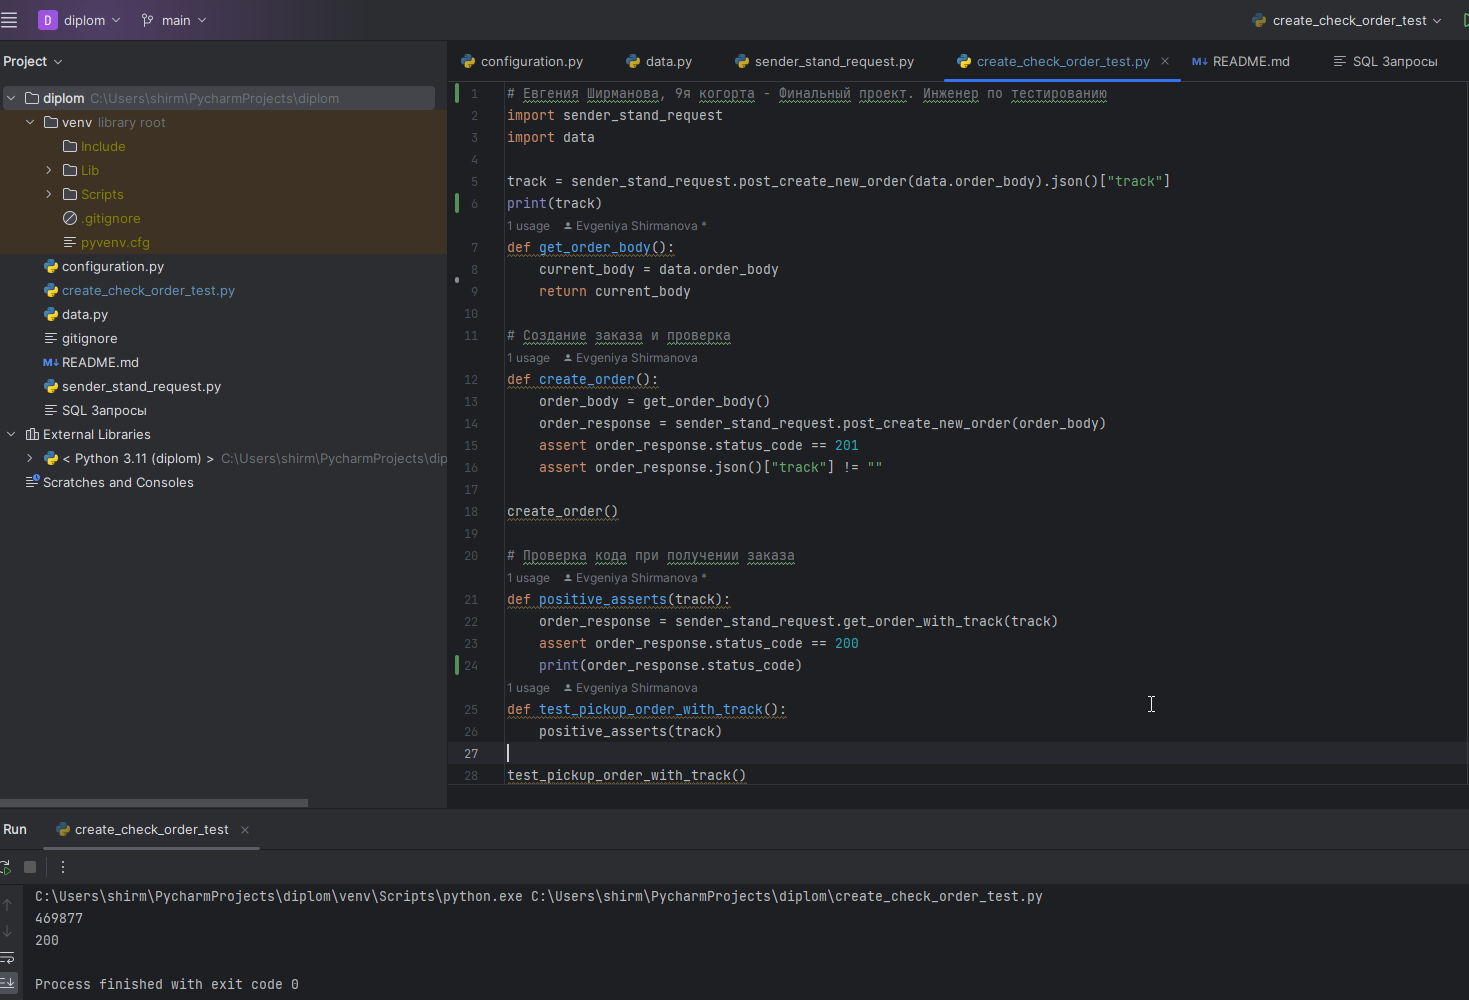 D diplom main create_check_order_test
Project
configuration.py data.py sender_stand_request.py create_check_order_test.py README.md SQL Запросы
diplom C:\Users\shirm\PycharmProjects\diplom
venv library root
Include
Lib
Scripts
.gitignore
pyvenv.cfg
configuration.py
create_check_order_test.py
data.py
gitignore
README.md
sender_stand_request.py
SQL Запросы
External Libraries
< Python 3.11 (diplom) > C:\Users\shirm\PycharmProjects\dip
Scratches and Consoles
1 # Евгения Ширманова, 9я когорта - Финальный проект. Инженер по тестированию
2 import sender_stand_request
3 import data
4
5 track = sender_stand_request.post_create_new_order(data.order_body).json()["track"]
6 print(track)
1 usage Evgeniya Shirmanova *
7 def get_order_body():
8 current_body = data.order_body
9 return current_body
10
11 # Создание заказа и проверка
1 usage Evgeniya Shirmanova
12 def create_order():
13 order_body = get_order_body()
14 order_response = sender_stand_request.post_create_new_order(order_body)
15 assert order_response.status_code == 201
16 assert order_response.json()["track"] != ""
17
18 create_order()
19
20 # Проверка кода при получении заказа
1 usage Evgeniya Shirmanova *
21 def positive_asserts(track):
22 order_response = sender_stand_request.get_order_with_track(track)
23 assert order_response.status_code == 200
24 print(order_response.status_code)
1 usage Evgeniya Shirmanova
25 def test_pickup_order_with_track():
26 positive_asserts(track)
27
28 test_pickup_order_with_track()
Run create_check_order_test
C:\Users\shirm\PycharmProjects\diplom\venv\Scripts\python.exe C:\Users\shirm\PycharmProjects\diplom\create_check_order_test.py
469877
200
Process finished with exit code 0